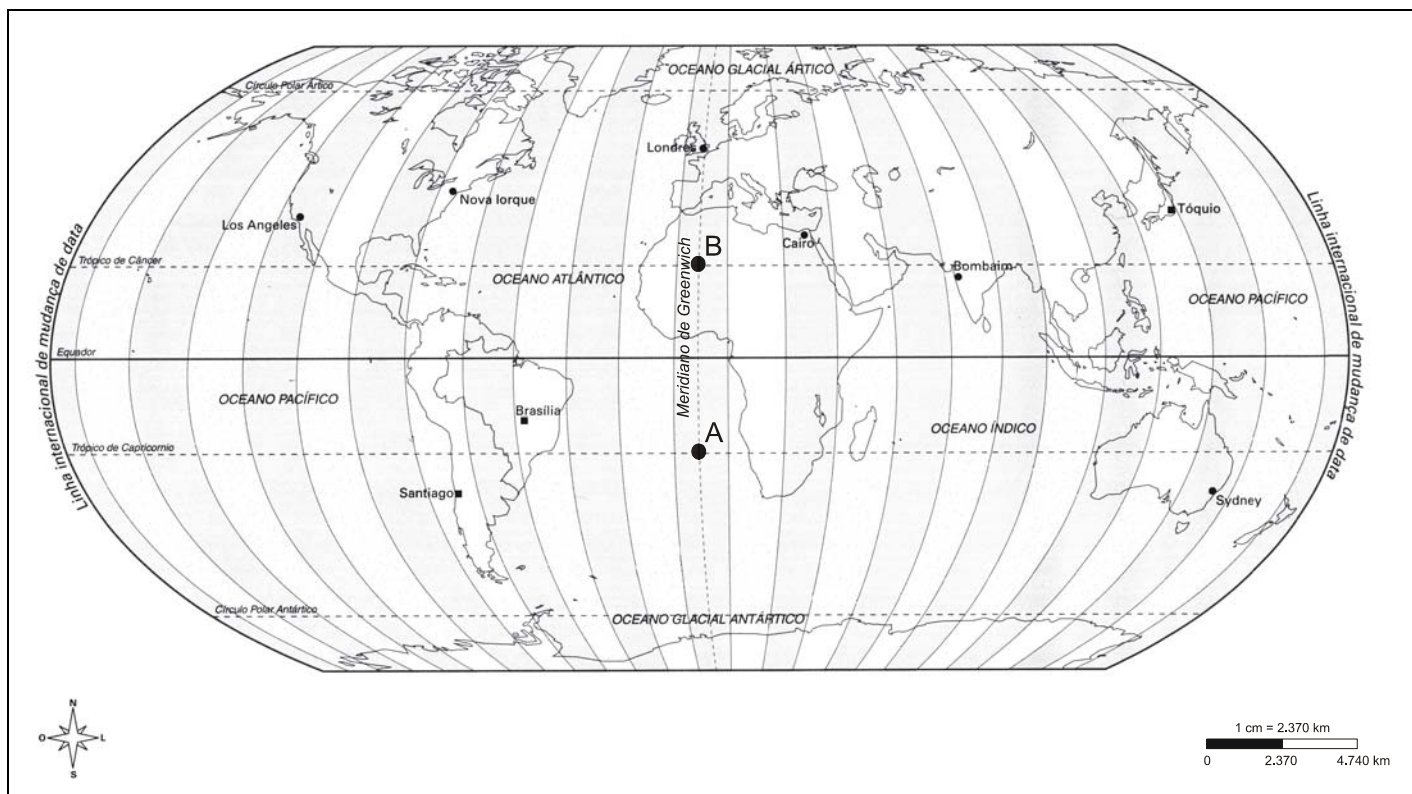 OCEANO GLACIAL ÁRTICO
Círculo Polar Ártico
Londres
Nova Iorque
Los Angeles
Tóquio
Cairo
B
Trópico de Câncer
Bombaim
OCEANO ATLÂNTICO
OCEANO PACÍFICO
Linha internacional de mudança de data
Meridiano de Greenwich
Linha internacional de mudança de data
Equador
OCEANO PACÍFICO
Brasília
OCEANO ÍNDICO
A
Trópico de Capricornio
Santiago
Sydney
Círculo Polar Antártico
OCEANO GLACIAL ANTÁRTICO
N
O
L
S
1 cm = 2.370 km
0 2.370 4.740 km